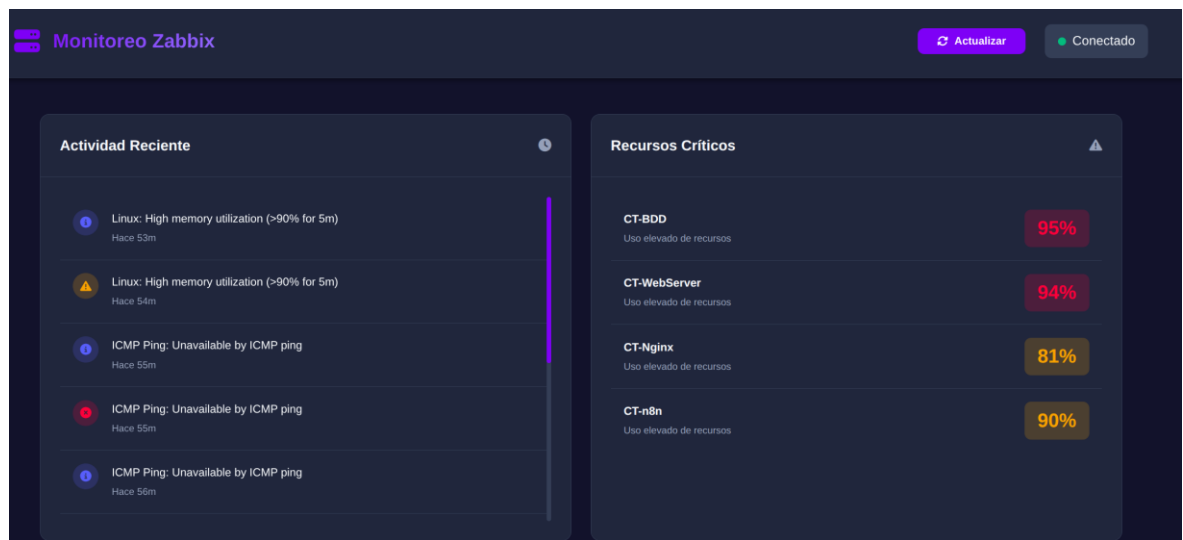 Monitoreo Zabbix
Actualizar
Conectado
Actividad Reciente
Linux: High memory utilization (>90% for 5m)
Hace 53m
Linux: High memory utilization (>90% for 5m)
Hace 54m
ICMP Ping: Unavailable by ICMP ping
Hace 55m
ICMP Ping: Unavailable by ICMP ping
Hace 55m
ICMP Ping: Unavailable by ICMP ping
Hace 56m
Recursos Críticos
CT-BDD
Uso elevado de recursos
95%
CT-WebServer
Uso elevado de recursos
94%
CT-Nginx
Uso elevado de recursos
81%
CT-n8n
Uso elevado de recursos
90%